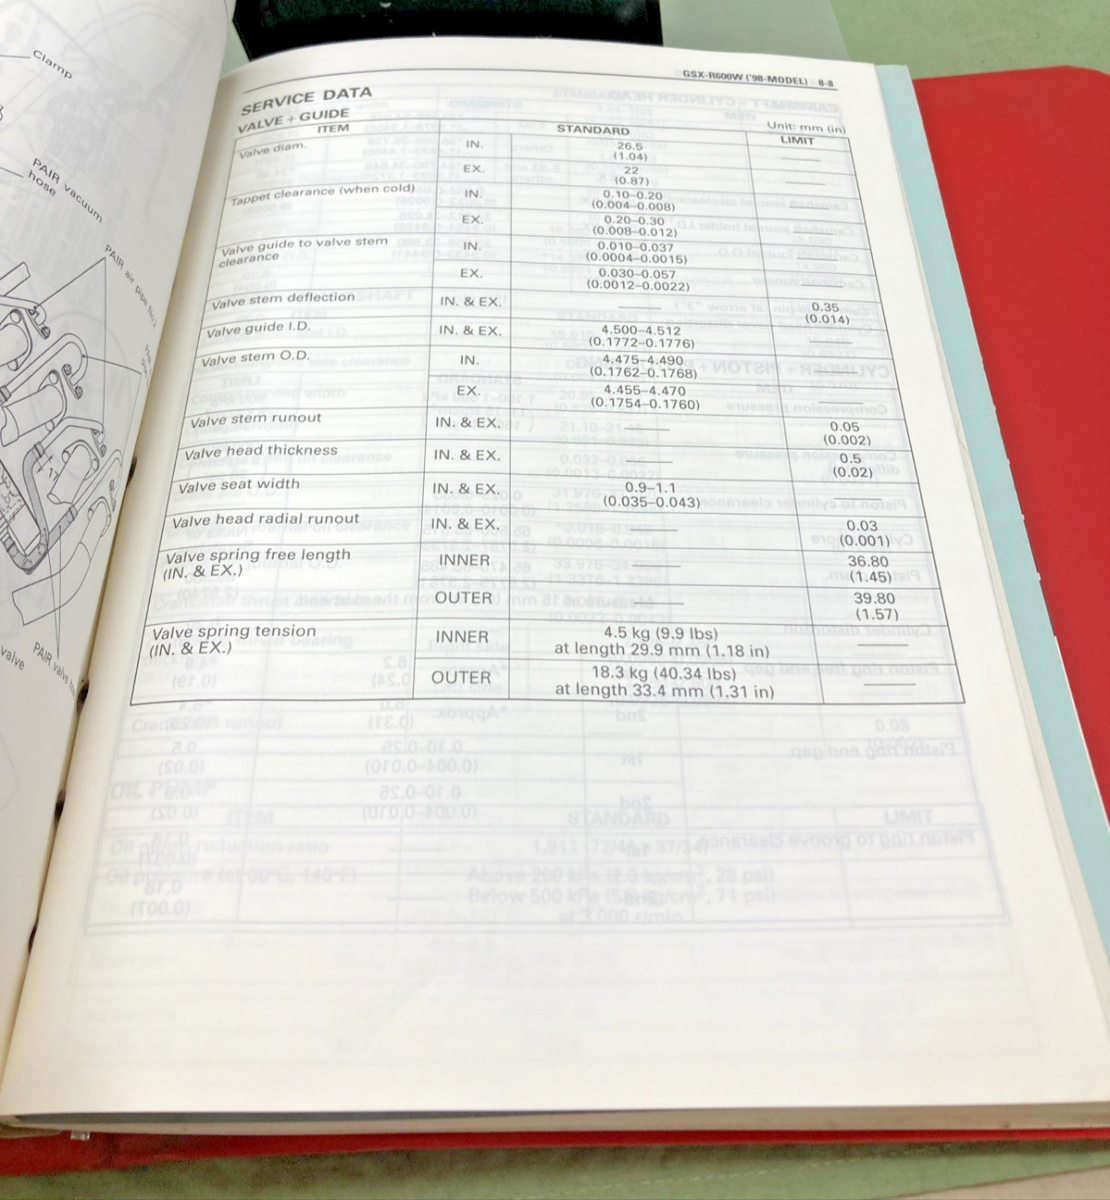 Clamp
PAIR vacuum
hose
PAIR air pipe No2
valve
PAIR valve
GSX-R600W ('98-MODEL) 8-8
SERVICE DATA
VALVE + GUIDE
Unit: mm (in)
ITEM STANDARD LIMIT
Valve diam. IN. 26.5
(1.04)
EX. 22
(0.87)
Tappet clearance (when cold) IN. 0.10–0.20
(0.004–0.008)
EX. 0.20–0.30
(0.008–0.012)
Valve guide to valve stem
clearance IN. 0.010–0.037
(0.0004–0.0015)
EX. 0.030–0.057
(0.0012–0.0022)
Valve stem deflection IN. & EX. 0.35
(0.014)
Valve guide I.D. IN. & EX. 4.500–4.512
(0.1772–0.1776)
Valve stem O.D. IN. 4.475–4.490
(0.1762–0.1768)
EX. 4.455–4.470
(0.1754–0.1760)
Valve stem runout IN. & EX. 0.05
(0.002)
Valve head thickness IN. & EX. 0.5
(0.02)
Valve seat width IN. & EX. 0.9–1.1
(0.035–0.043)
Valve head radial runout IN. & EX. 0.03
(0.001)
Valve spring free length
(IN. & EX.) INNER 36.80
(1.45)
OUTER 39.80
(1.57)
Valve spring tension
(IN. & EX.) INNER 4.5 kg (9.9 lbs)
at length 29.9 mm (1.18 in)
OUTER 18.3 kg (40.34 lbs)
at length 33.4 mm (1.31 in)